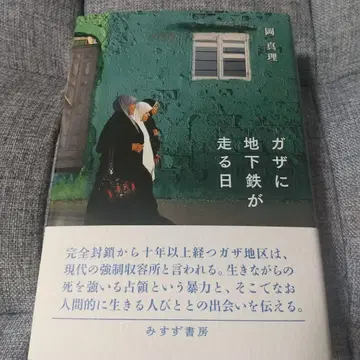 岡 真理
ガザに
地下鉄が
走る日
完全封鎖から十年以上経つガザ地区は、
現代の強制収容所と言われる。生きながらの
死を強いる占領という暴力と、そこでなお
人間的に生きる人びととの出会いを伝える。
みすず書房